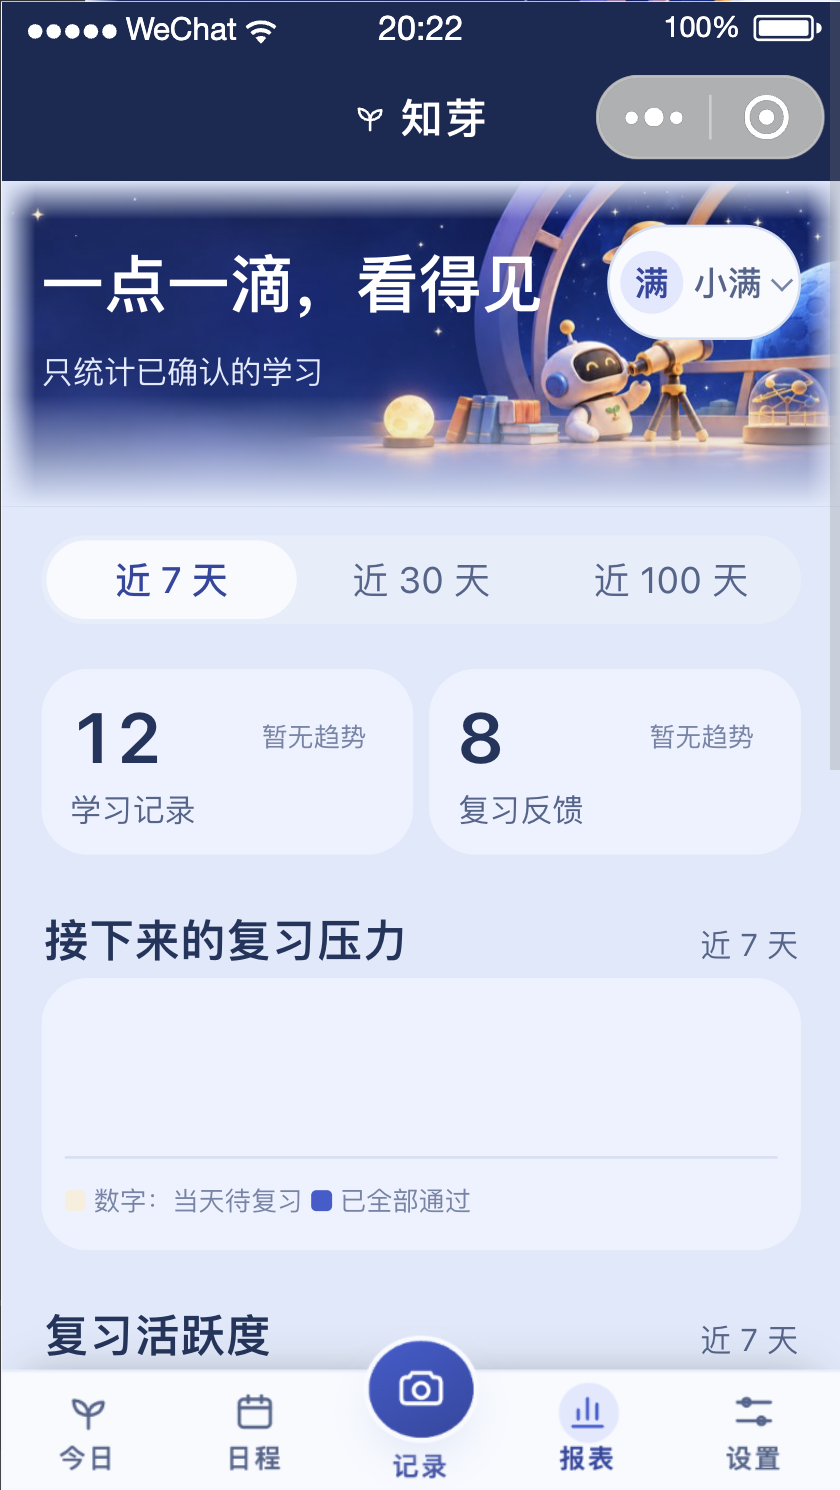 WeChat 20:22 100%
知芽
一点一滴，看得见
满 小满
只统计已确认的学习
近 7 天 近 30 天 近 100 天
12 暂无趋势
学习记录
8 暂无趋势
复习反馈
接下来的复习压力 近 7 天
数字：当天待复习 已全部通过
复习活跃度 近 7 天
今日 日程 记录 报表 设置